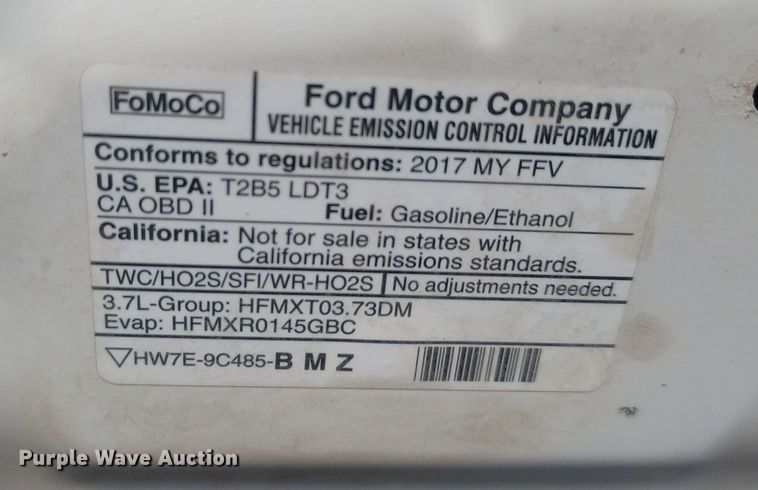 FoMoCo
Ford Motor Company
VEHICLE EMISSION CONTROL INFORMATION
Conforms to regulations: 2017 MY FFV
U.S. EPA: T2B5 LDT3
CA OBD II Fuel: Gasoline/Ethanol
California: Not for sale in states with
California emissions standards.
TWC/HO2S/SFI/WR-HO2S No adjustments needed.
3.7L-Group: HFMXT03.73DM
Evap: HFMXR0145GBC
▽HW7E-9C485-B M Z
Purple Wave Auction